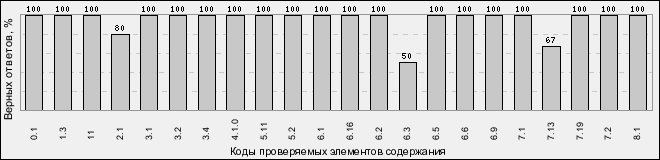 100 100 100 80 100 100 100 100 100 100 100 100 100 50 100 100 100 100 67 100 100 100
Верных ответов, %
0.1 1.3 11 2.1 3.1 3.2 3.4 4.1.0 5.11 5.2 6.1 6.16 6.2 6.3 6.5 6.6 6.9 7.1 7.13 7.19 7.2 8.1
Коды проверяемых элементов содержания